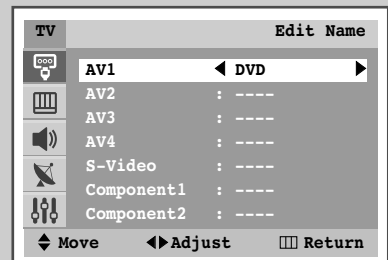 TV Edit Name
AV1 ◀ DVD ▶
AV2 : ----
AV3 : ----
AV4 : ----
S-Video : ----
Component1 : ----
Component2 : ----
Move Adjust Return